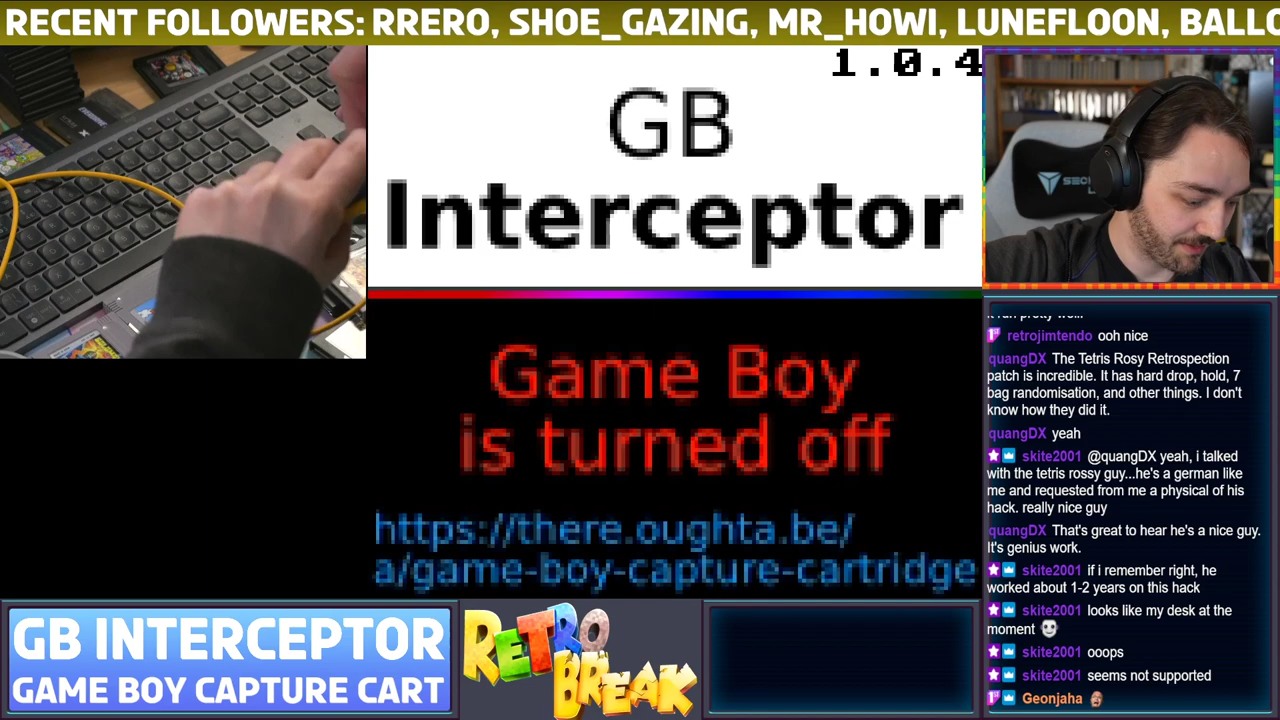 RECENT FOLLOWERS: RRERO, SHOE_GAZING, MR_HOWI, LUNEFLOON, BALLO
1.0.4
GB
Interceptor
Game Boy
is turned off
https://there.oughta.be/
a/game-boy-capture-cartridge
GB INTERCEPTOR
GAME BOY CAPTURE CART
RETRO
BREAK
retrojimtendo ooh nice
quangDX The Tetris Rosy Retrospection
patch is incredible. It has hard drop, hold, 7
bag randomisation, and other things. I don't
know how they did it.
quangDX yeah
skite2001 @quangDX yeah, i talked
with the tetris rossy guy...he's a german like
me and requested from me a physical of his
hack. really nice guy
quangDX That's great to hear he's a nice guy.
It's genius work.
skite2001 if i remember right, he
worked about 1-2 years on this hack
skite2001 looks like my desk at the
moment
skite2001 ooops
skite2001 seems not supported
Geonjaha